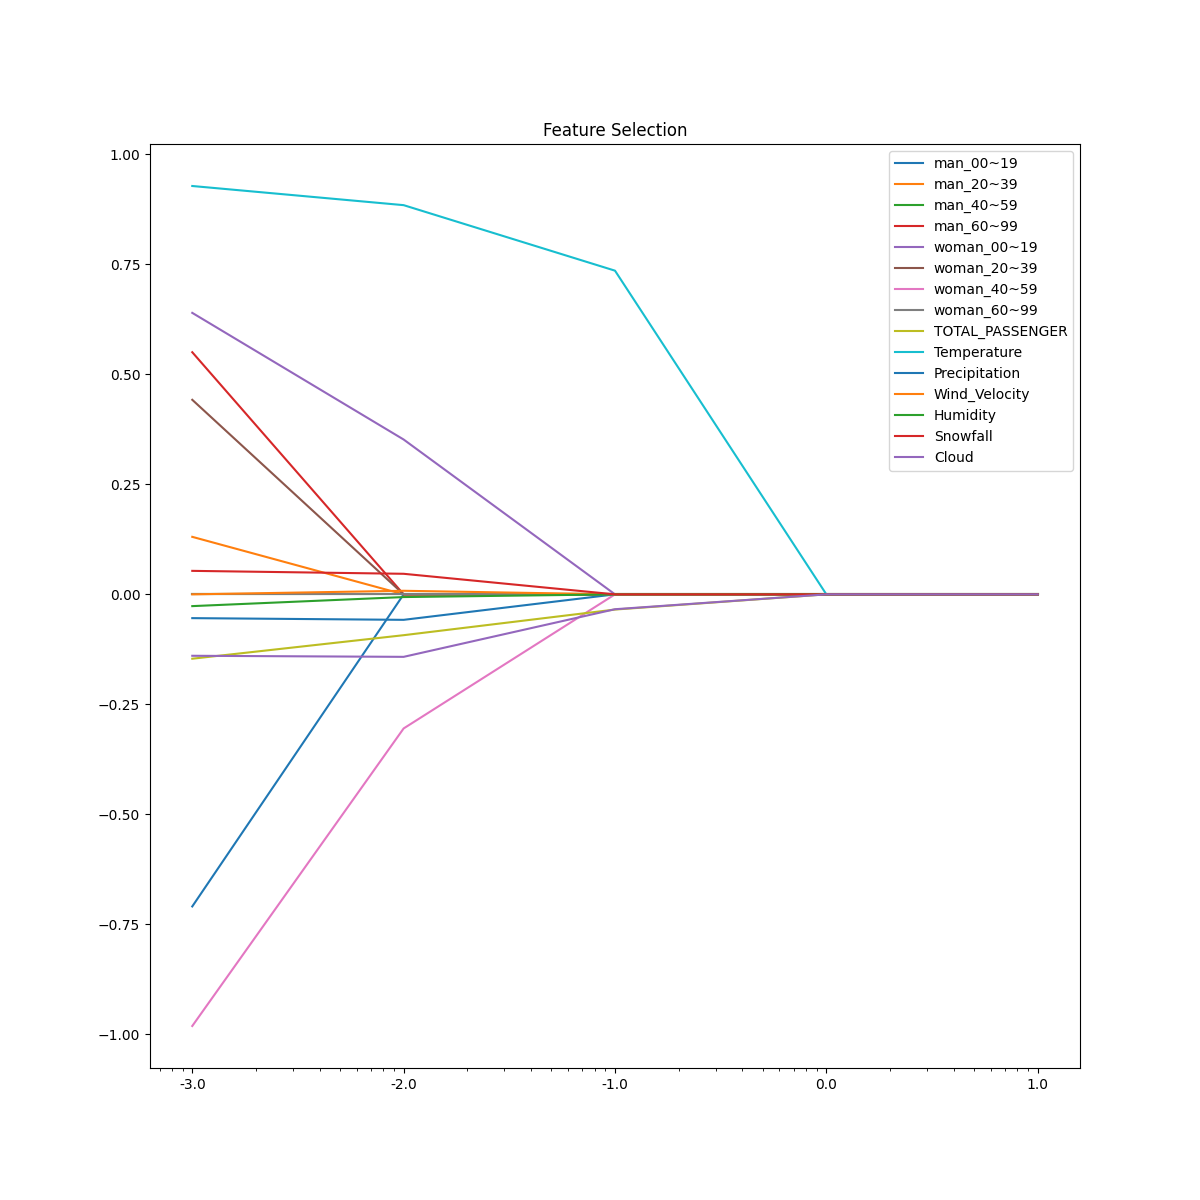 Feature Selection
1.00
0.75
0.50
0.25
0.00
−0.25
−0.50
−0.75
−1.00
-3.0
-2.0
-1.0
0.0
1.0
man_00~19
man_20~39
man_40~59
man_60~99
woman_00~19
woman_20~39
woman_40~59
woman_60~99
TOTAL_PASSENGER
Temperature
Precipitation
Wind_Velocity
Humidity
Snowfall
Cloud